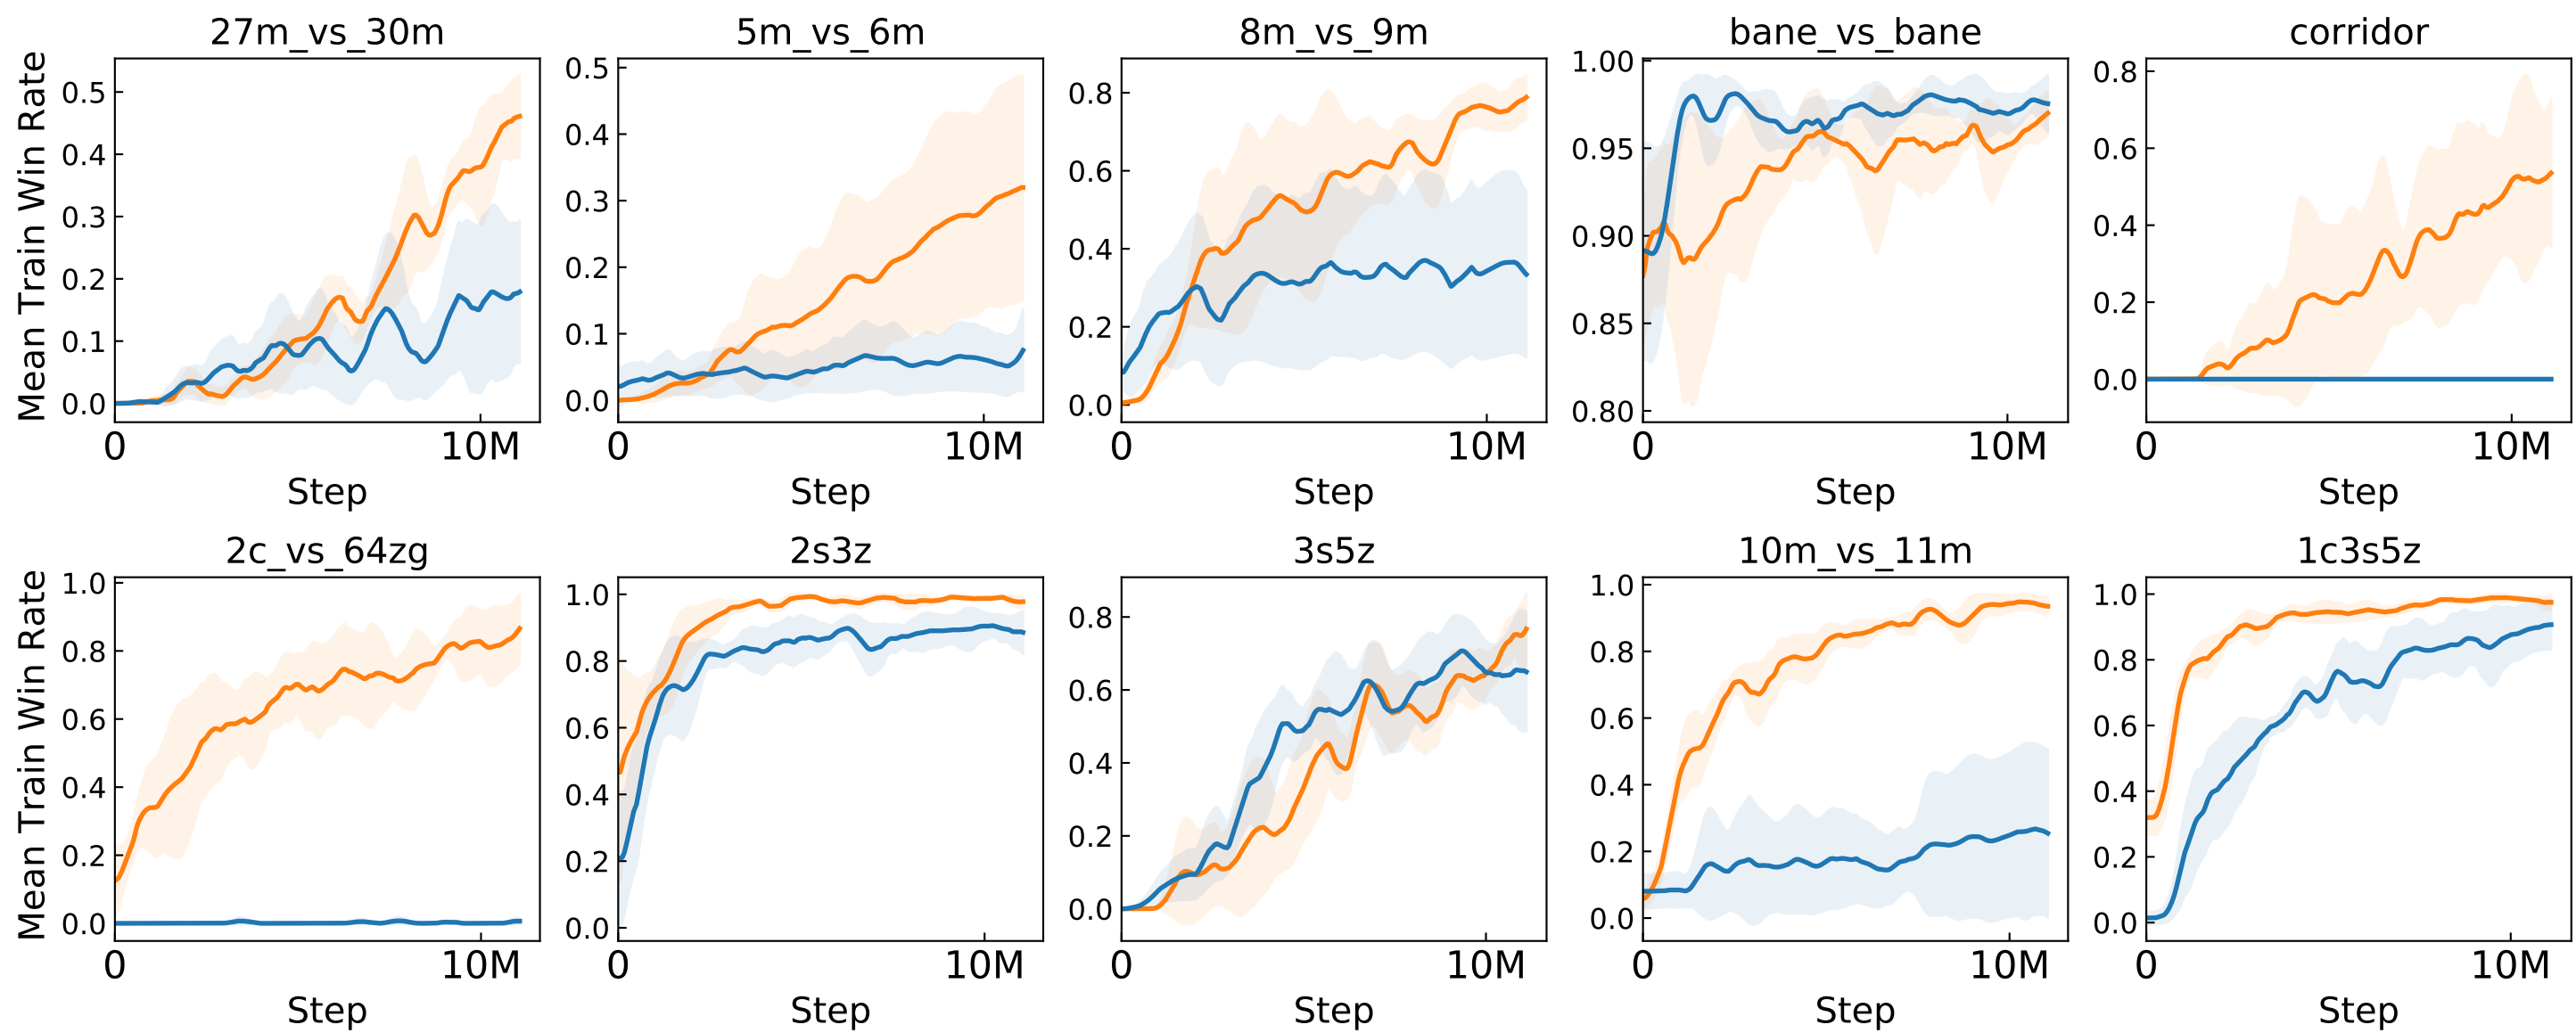 27m_vs_30m 5m_vs_6m 8m_vs_9m bane_vs_bane corridor
Mean Train Win Rate
0.5
0.4
0.3
0.2
0.1
0.0
0 10M
Step
0.5
0.4
0.3
0.2
0.1
0.0
0 10M
Step
0.8
0.6
0.4
0.2
0.0
0 10M
Step
1.00
0.95
0.90
0.85
0.80
0 10M
Step
0.8
0.6
0.4
0.2
0.0
0 10M
Step
2c_vs_64zg 2s3z 3s5z 10m_vs_11m 1c3s5z
Mean Train Win Rate
1.0
0.8
0.6
0.4
0.2
0.0
0 10M
Step
1.0
0.8
0.6
0.4
0.2
0.0
0 10M
Step
0.8
0.6
0.4
0.2
0.0
0 10M
Step
1.0
0.8
0.6
0.4
0.2
0.0
0 10M
Step
1.0
0.8
0.6
0.4
0.2
0.0
0 10M
Step